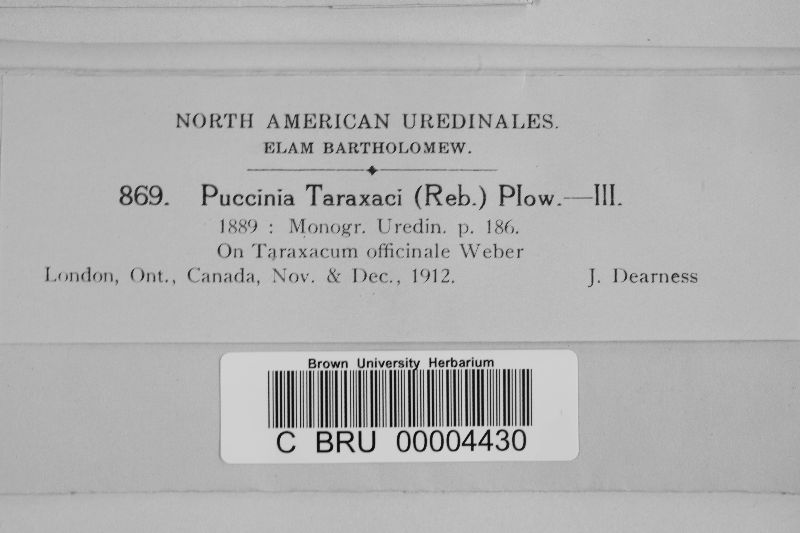 NORTH AMERICAN UREDINALES.
ELAM BARTHOLOMEW.
869. Puccinia Taraxaci (Reb.) Plow.—III.
1889 : Monogr. Uredin. p. 186.
On Taraxacum officinale Weber
London, Ont., Canada, Nov. & Dec., 1912. J. Dearness
Brown University Herbarium
C BRU 00004430